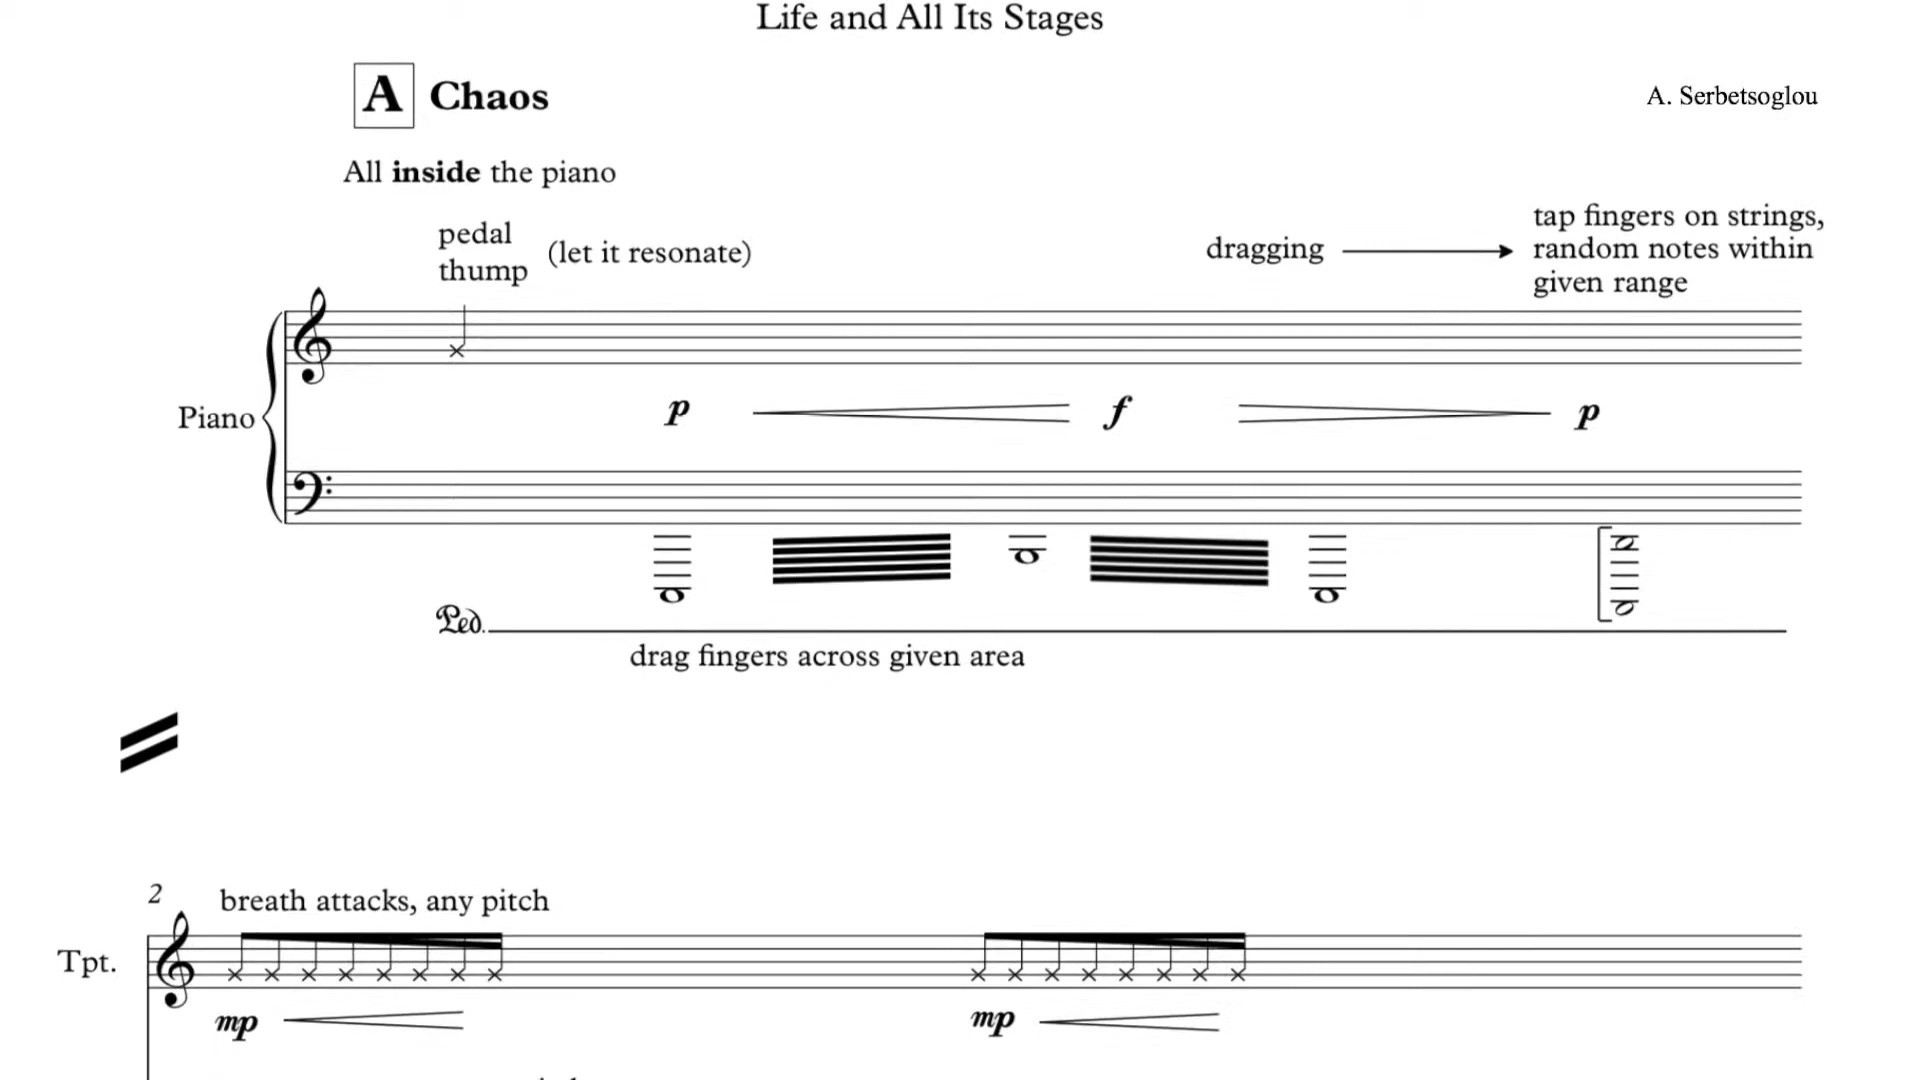 Life and All Its Stages
A Chaos
A. Serbetsoglou
All inside the piano
pedal
thump
(let it resonate)
dragging
tap fingers on strings,
random notes within
given range
Piano
p f p
Ped.
drag fingers across given area
2
breath attacks, any pitch
Tpt.
mp mp